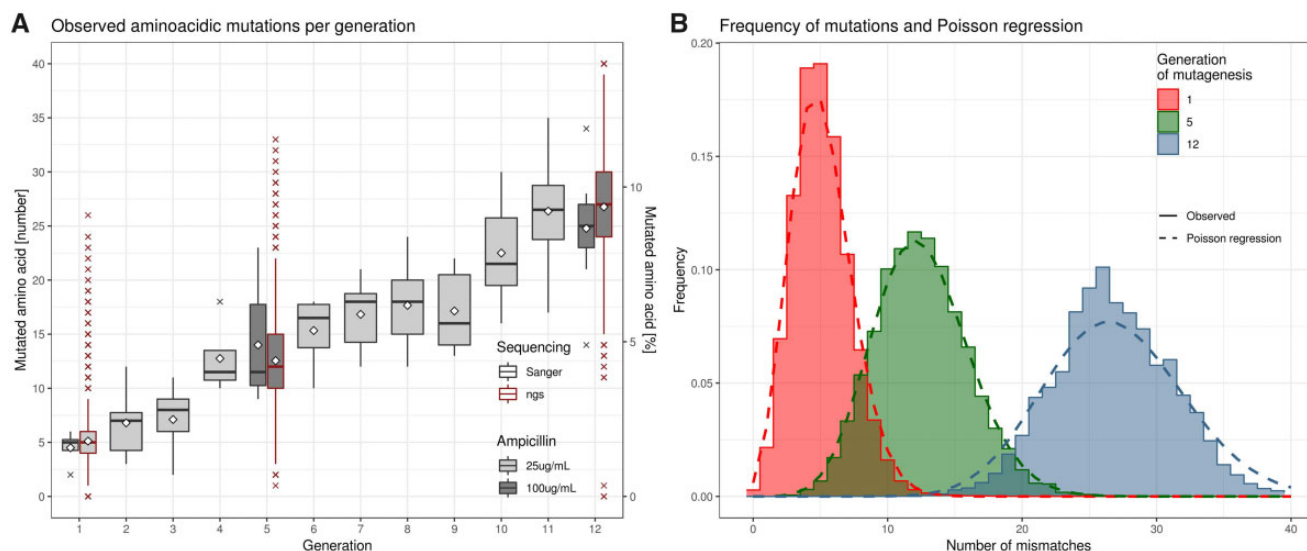 A
Observed aminoacidic mutations per generation
Mutated amino acid [number]
40
35
30
25
20
15
10
5
0
10
5
0
Mutated amino acid [%]
Sequencing
Sanger
ngs
Ampicillin
25ug/mL
100ug/mL
1 2 3 4 5 6 7 8 9 10 11 12
Generation
B
Frequency of mutations and Poisson regression
Frequency
0.20
0.15
0.10
0.05
0.00
Generation
of mutagenesis
1
5
12
Observed
Poisson regression
0 10 20 30 40
Number of mismatches